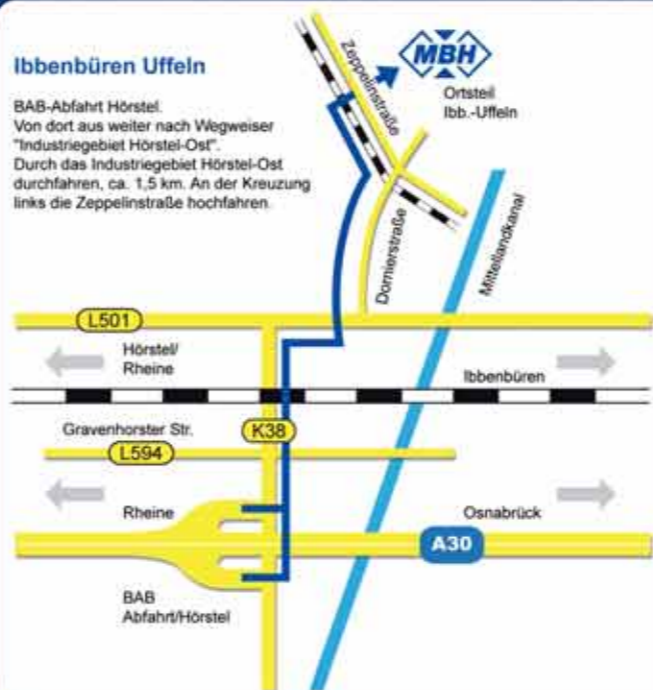 Ibbenbüren Uffeln
BAB-Abfahrt Hörstel.
Von dort aus weiter nach Wegweiser
"Industriegebiet Hörstel-Ost".
Durch das Industriegebiet Hörstel-Ost
durchfahren, ca. 1,5 km. An der Kreuzung
links die Zeppelinstraße hochfahren.
Zeppelinstraße
MBH
Ortsteil
Ibb.-Uffeln
Dornierstraße
Mittellandkanal
L501
Hörstel/
Rheine
Ibbenbüren
Gravenhorster Str.
K38
L594
Rheine
Osnabrück
A30
BAB
Abfahrt/Hörstel